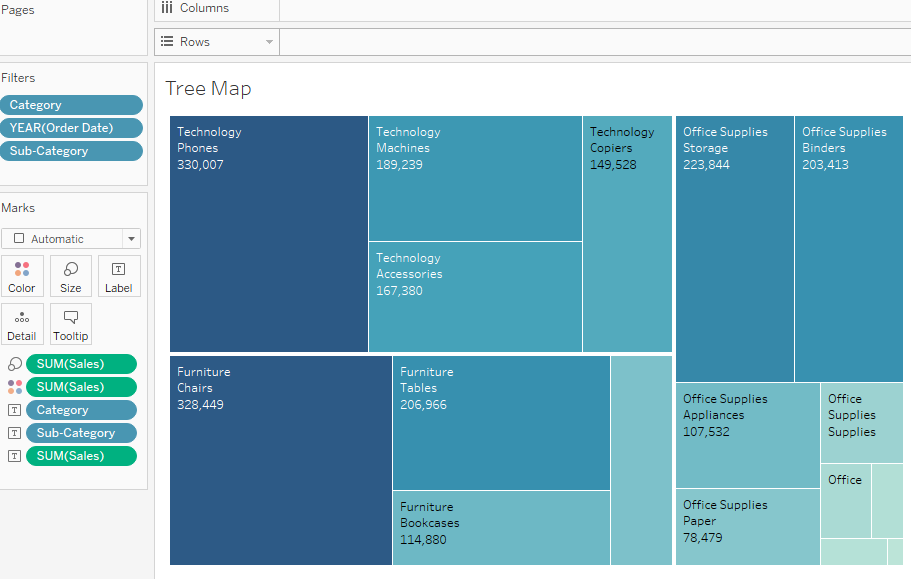 Pages
Columns
Rows
Filters
Category
YEAR(Order Date)
Sub-Category
Marks
Automatic
Color
Size
Label
Detail
Tooltip
SUM(Sales)
SUM(Sales)
Category
Sub-Category
SUM(Sales)
Tree Map
Technology
Phones
330,007
Technology
Machines
189,239
Technology
Copiers
149,528
Technology
Accessories
167,380
Office Supplies
Storage
223,844
Office Supplies
Binders
203,413
Furniture
Chairs
328,449
Furniture
Tables
206,966
Furniture
Bookcases
114,880
Office Supplies
Appliances
107,532
Office
Supplies
Supplies
Office
Office Supplies
Paper
78,479